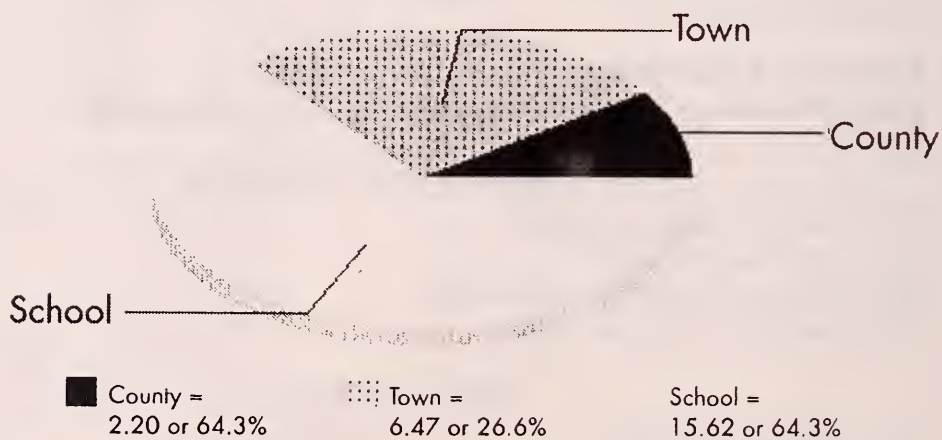 Town
County
School
County =
2.20 or 64.3%
Town =
6.47 or 26.6%
School =
15.62 or 64.3%